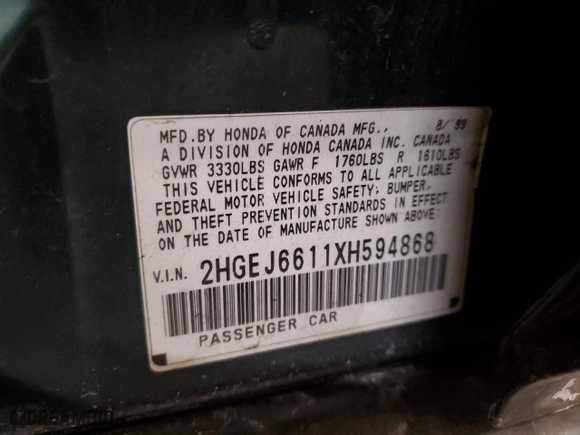 MFD.BY HONDA OF CANADA MFG., 8/'99
A DIVISION OF HONDA CANADA INC. CANADA
GVWR 3330LBS GAWR F 1760LBS R 1610LBS
THIS VEHICLE CONFORMS TO ALL APPLICABLE
FEDERAL MOTOR VEHICLE SAFETY, BUMPER,
AND THEFT PREVENTION STANDARDS IN EFFECT
ON THE DATE OF MANUFACTURE SHOWN ABOVE:
V.I.N. 2HGEJ6611XH594868
PASSENGER CAR
DREAMBID